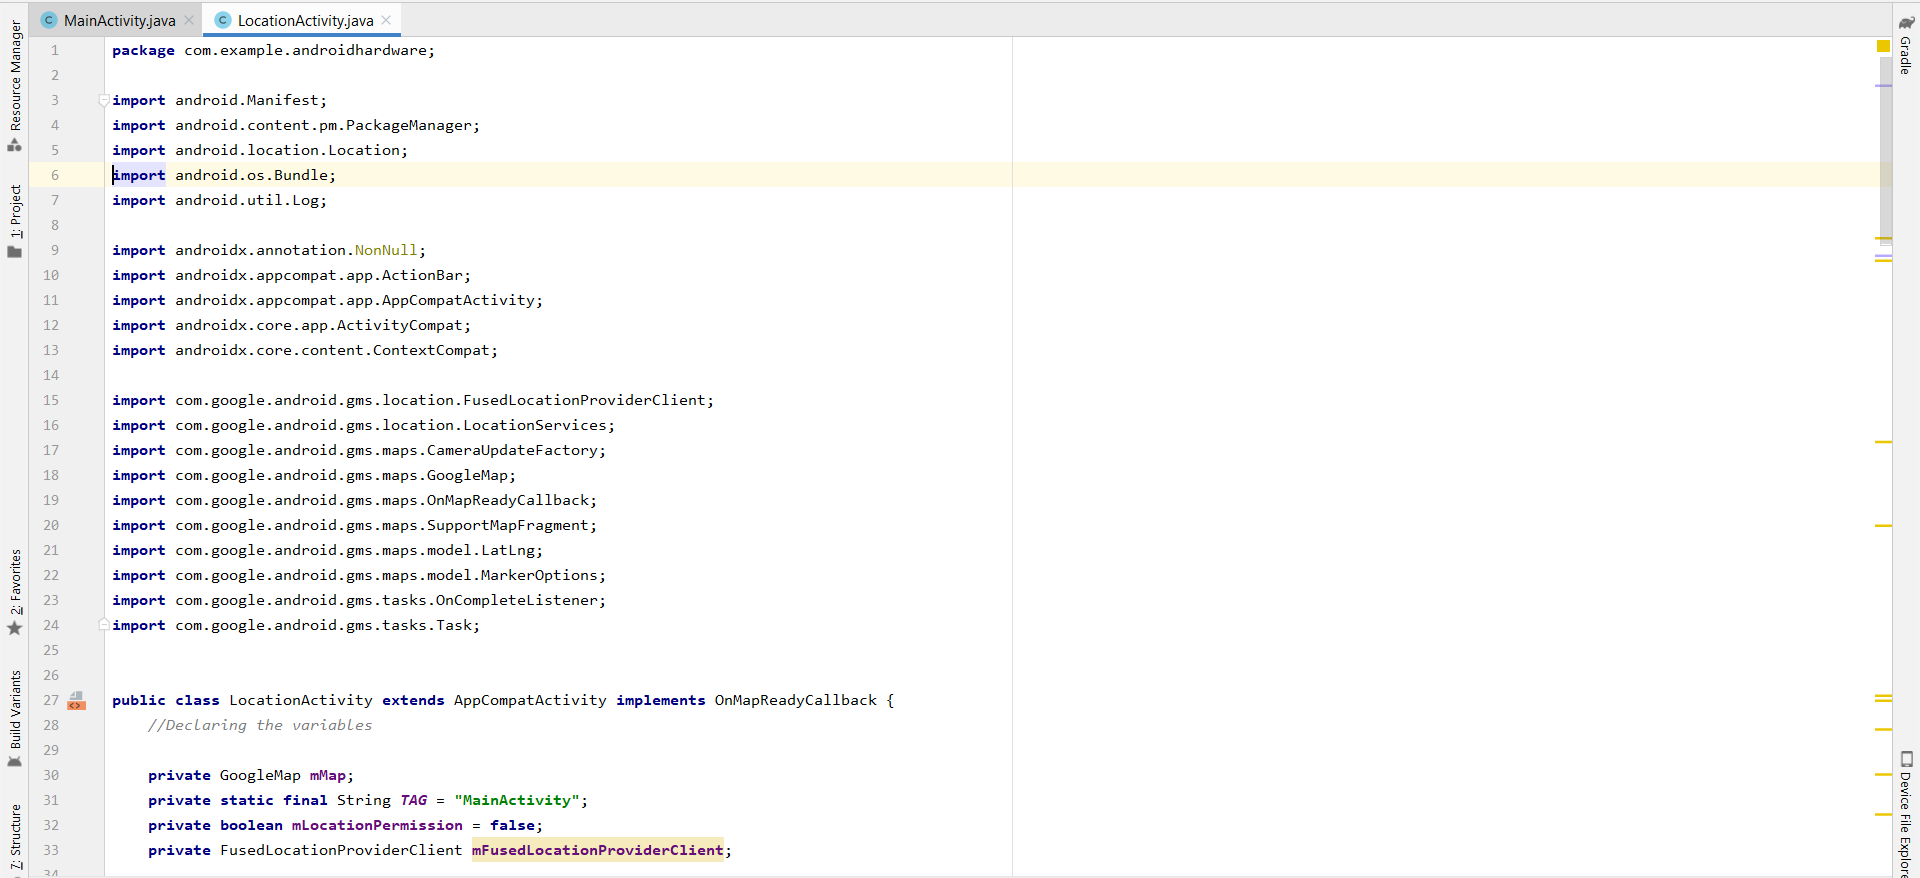 MainActivity.java
LocationActivity.java
Resource Manager
1: Project
2: Favorites
Build Variants
7: Structure
Gradle
Device File Explore
1 package com.example.androidhardware;
2
3 import android.Manifest;
4 import android.content.pm.PackageManager;
5 import android.location.Location;
6 import android.os.Bundle;
7 import android.util.Log;
8
9 import androidx.annotation.NonNull;
10 import androidx.appcompat.app.ActionBar;
11 import androidx.appcompat.app.AppCompatActivity;
12 import androidx.core.app.ActivityCompat;
13 import androidx.core.content.ContextCompat;
14
15 import com.google.android.gms.location.FusedLocationProviderClient;
16 import com.google.android.gms.location.LocationServices;
17 import com.google.android.gms.maps.CameraUpdateFactory;
18 import com.google.android.gms.maps.GoogleMap;
19 import com.google.android.gms.maps.OnMapReadyCallback;
20 import com.google.android.gms.maps.SupportMapFragment;
21 import com.google.android.gms.maps.model.LatLng;
22 import com.google.android.gms.maps.model.MarkerOptions;
23 import com.google.android.gms.tasks.OnCompleteListener;
24 import com.google.android.gms.tasks.Task;
25
26
27 public class LocationActivity extends AppCompatActivity implements OnMapReadyCallback {
28 //Declaring the variables
29
30 private GoogleMap mMap;
31 private static final String TAG = "MainActivity";
32 private boolean mLocationPermission = false;
33 private FusedLocationProviderClient mFusedLocationProviderClient;
34